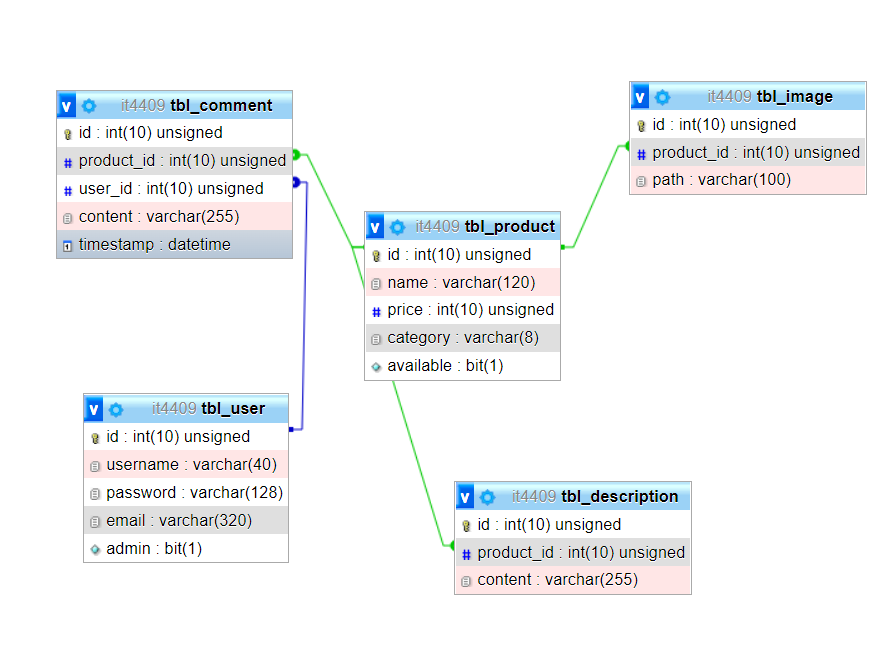 v it4409 tbl_comment
id : int(10) unsigned
# product_id : int(10) unsigned
# user_id : int(10) unsigned
content : varchar(255)
timestamp : datetime
v it4409 tbl_image
id : int(10) unsigned
# product_id : int(10) unsigned
path : varchar(100)
v it4409 tbl_product
id : int(10) unsigned
name : varchar(120)
# price : int(10) unsigned
category : varchar(8)
available : bit(1)
v it4409 tbl_user
id : int(10) unsigned
username : varchar(40)
password : varchar(128)
email : varchar(320)
admin : bit(1)
v it4409 tbl_description
id : int(10) unsigned
# product_id : int(10) unsigned
content : varchar(255)